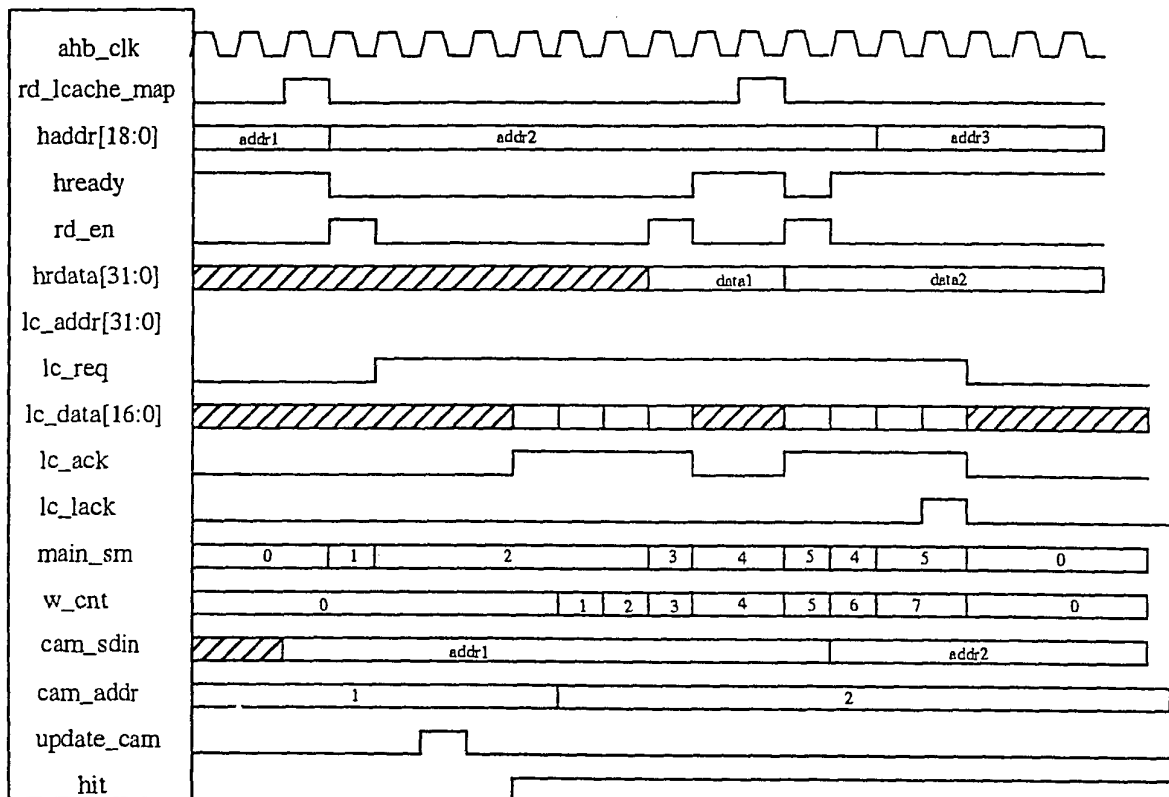 ahb_clk
rd_lcache_map
haddr[18:0] addr1 addr2 addr3
hready
rd_en
hrdata[31:0] data1 data2
lc_addr[31:0]
lc_req
lc_data[16:0]
lc_ack
lc_lack
main_sm 0 1 2 3 4 5 4 5 0
w_cnt 0 1 2 3 4 5 6 7 0
cam_sdin addr1 addr2
cam_addr 1 2
update_cam
hit